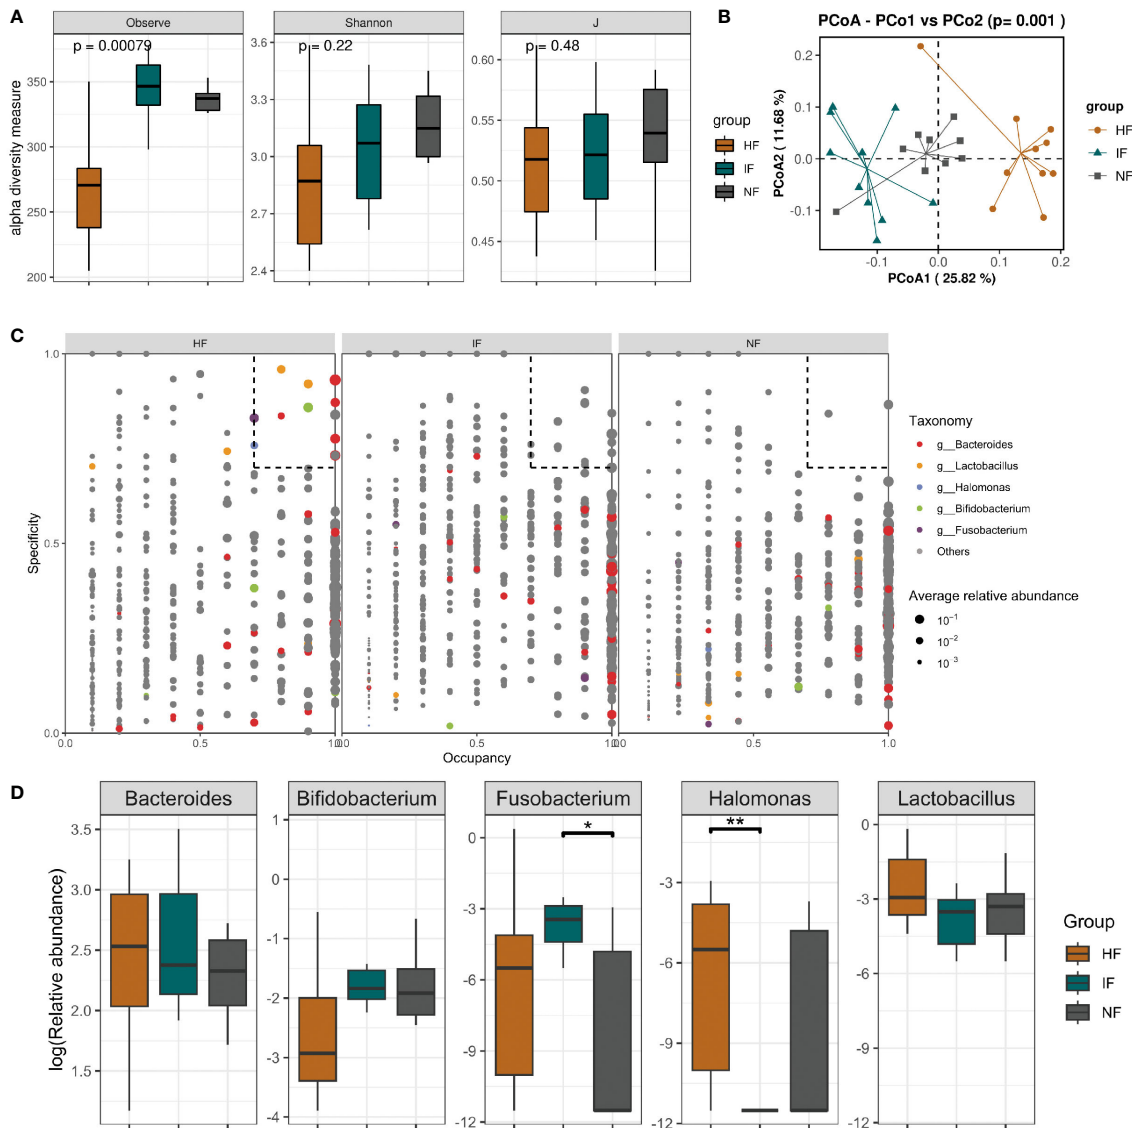 A
Observe
Shannon
J
p = 0.00079
p = 0.22
p = 0.48
alpha diversity measure
350
300
250
200
3.6
3.3
3.0
2.7
2.4
0.55
0.50
0.45
group
HF
IF
NF
B
PCoA - PCo1 vs PCo2 (p= 0.001 )
PCoA2 ( 11.68 %)
0.2
0.1
0.0
-0.1
-0.1
0.0
0.1
0.2
PCoA1 ( 25.82 %)
group
HF
IF
NF
C
HF
IF
NF
Specificity
1.0
0.5
0.0
0.0
0.5
1.0
0.5
1.0
0.5
1.0
Occupancy
Taxonomy
g__Bacteroides
g__Lactobacillus
g__Halomonas
g__Bifidobacterium
g__Fusobacterium
Others
Average relative abundance
10⁻¹
10⁻²
10⁻³
D
Bacteroides
Bifidobacterium
Fusobacterium
Halomonas
Lactobacillus
log(Relative abundance)
3.5
3.0
2.5
2.0
1.5
1
0
-1
-2
-3
-4
0
-3
-6
-9
-12
*
-3
-6
-9
-12
**
0
-3
-6
-9
-12
Group
HF
IF
NF